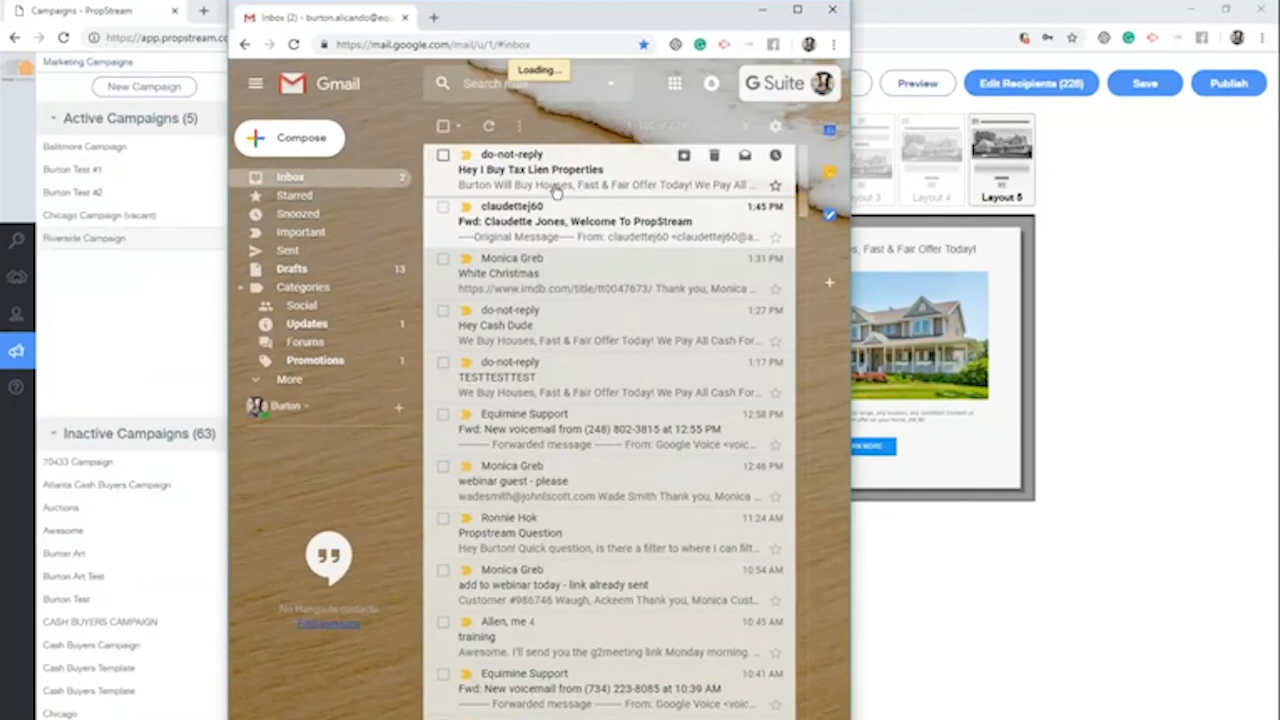 Campaigns - PropStream
https://app.propstream.co
Marketing Campaigns
New Campaign
Active Campaigns (5)
Baltimore Campaign
Burton Test #1
Burton Test #2
Chicago Campaign (vacant)
Riverside Campaign
Inactive Campaigns (63)
70433 Campaign
Atlanta Cash Buyers Campaign
Auctions
Awesome
Burton Art
Burton Art Test
Burton Test
CASH BUYERS CAMPAIGN
Cash Buyers Campaign
Cash Buyers Template
Cash Buyers Template
Chicago
Inbox (2) - burton.alicando@eq
https://mail.google.com/mail/u/1/#inbox
Loading...
Gmail
Search
G Suite
Compose
Inbox 2
Starred
Snoozed
Important
Sent
Drafts 13
Categories
Social
Updates 1
Forums
Promotions 1
More
Burton
No Hangouts contacts
Find someone
do-not-reply
Hey I Buy Tax Lien Properties
Burton Will Buy Houses, Fast & Fair Offer Today! We Pay All ...
claudettej60 1:45 PM
Fwd: Claudette Jones, Welcome To PropStream
-----Original Message----- From: claudettej60 <claudettej60@a...
Monica Greb 1:31 PM
White Christmas
https://www.imdb.com/title/tt0047673/ Thank you, Monica ...
do-not-reply 1:27 PM
Hey Cash Dude
We Buy Houses, Fast & Fair Offer Today! We Pay All Cash For...
do-not-reply 1:17 PM
TESTTESTTEST
We Buy Houses, Fast & Fair Offer Today! We Pay All Cash For...
Equimine Support 12:58 PM
Fwd: New voicemail from (248) 802-3815 at 12:55 PM
---------- Forwarded message --------- From: Google Voice <voic...
Monica Greb 12:46 PM
webinar guest - please
wadesmith@johnlscott.com Wade Smith Thank you, Monica ...
Ronnie Hok 11:24 AM
Propstream Question
Hey Burton! Quick question, is there a filter to where I can filt...
Monica Greb 10:54 AM
add to webinar today - link already sent
Customer #986746 Waugh, Ackeem Thank you, Monica Cust...
Allen, me 4 10:45 AM
training
Awesome. I'll send you the g2meeting link Monday morning. ...
Equimine Support 10:41 AM
Fwd: New voicemail from (734) 223-8085 at 10:39 AM
---------- Forwarded message --------- From: Google Voice <voic...
Preview
Edit Recipients (226)
Save
Publish
Layout 3
Layout 4
Layout 5
s, Fast & Fair Offer Today!
RN MORE